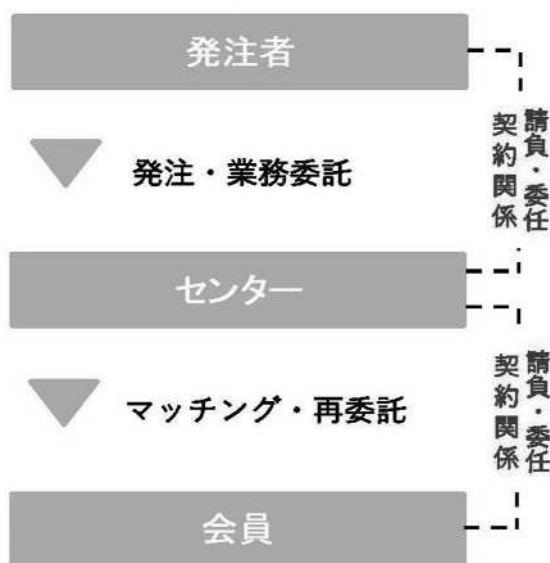 発注者
発注・業務委託
請負・委任
契約関係
センター
マッチング・再委託
請負・委任
契約関係
会員